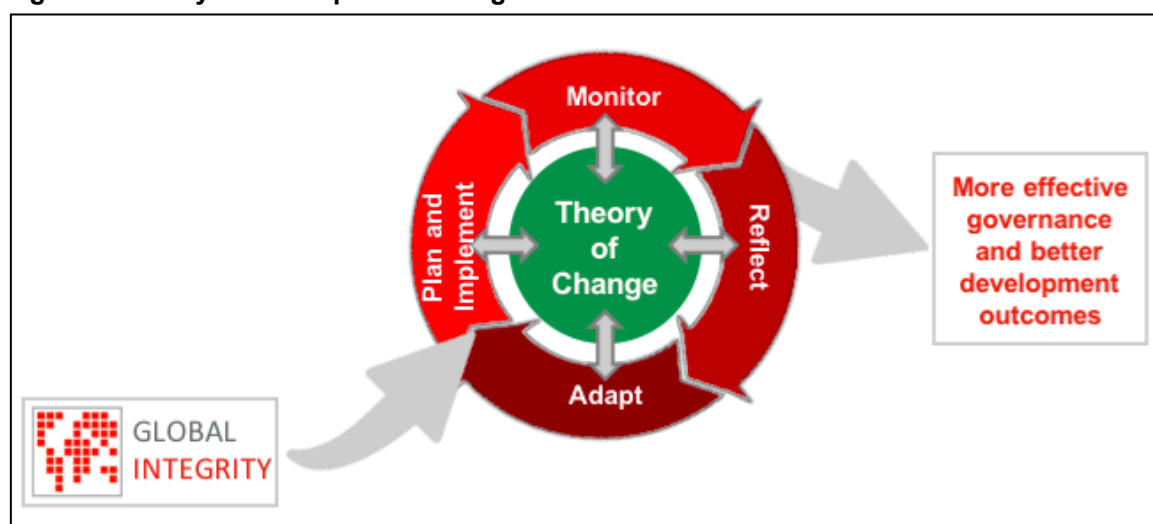 Monitor
Plan and
Implement
Theory
of
Change
Reflect
Adapt
More effective
governance
and better
development
outcomes
GLOBAL
INTEGRITY